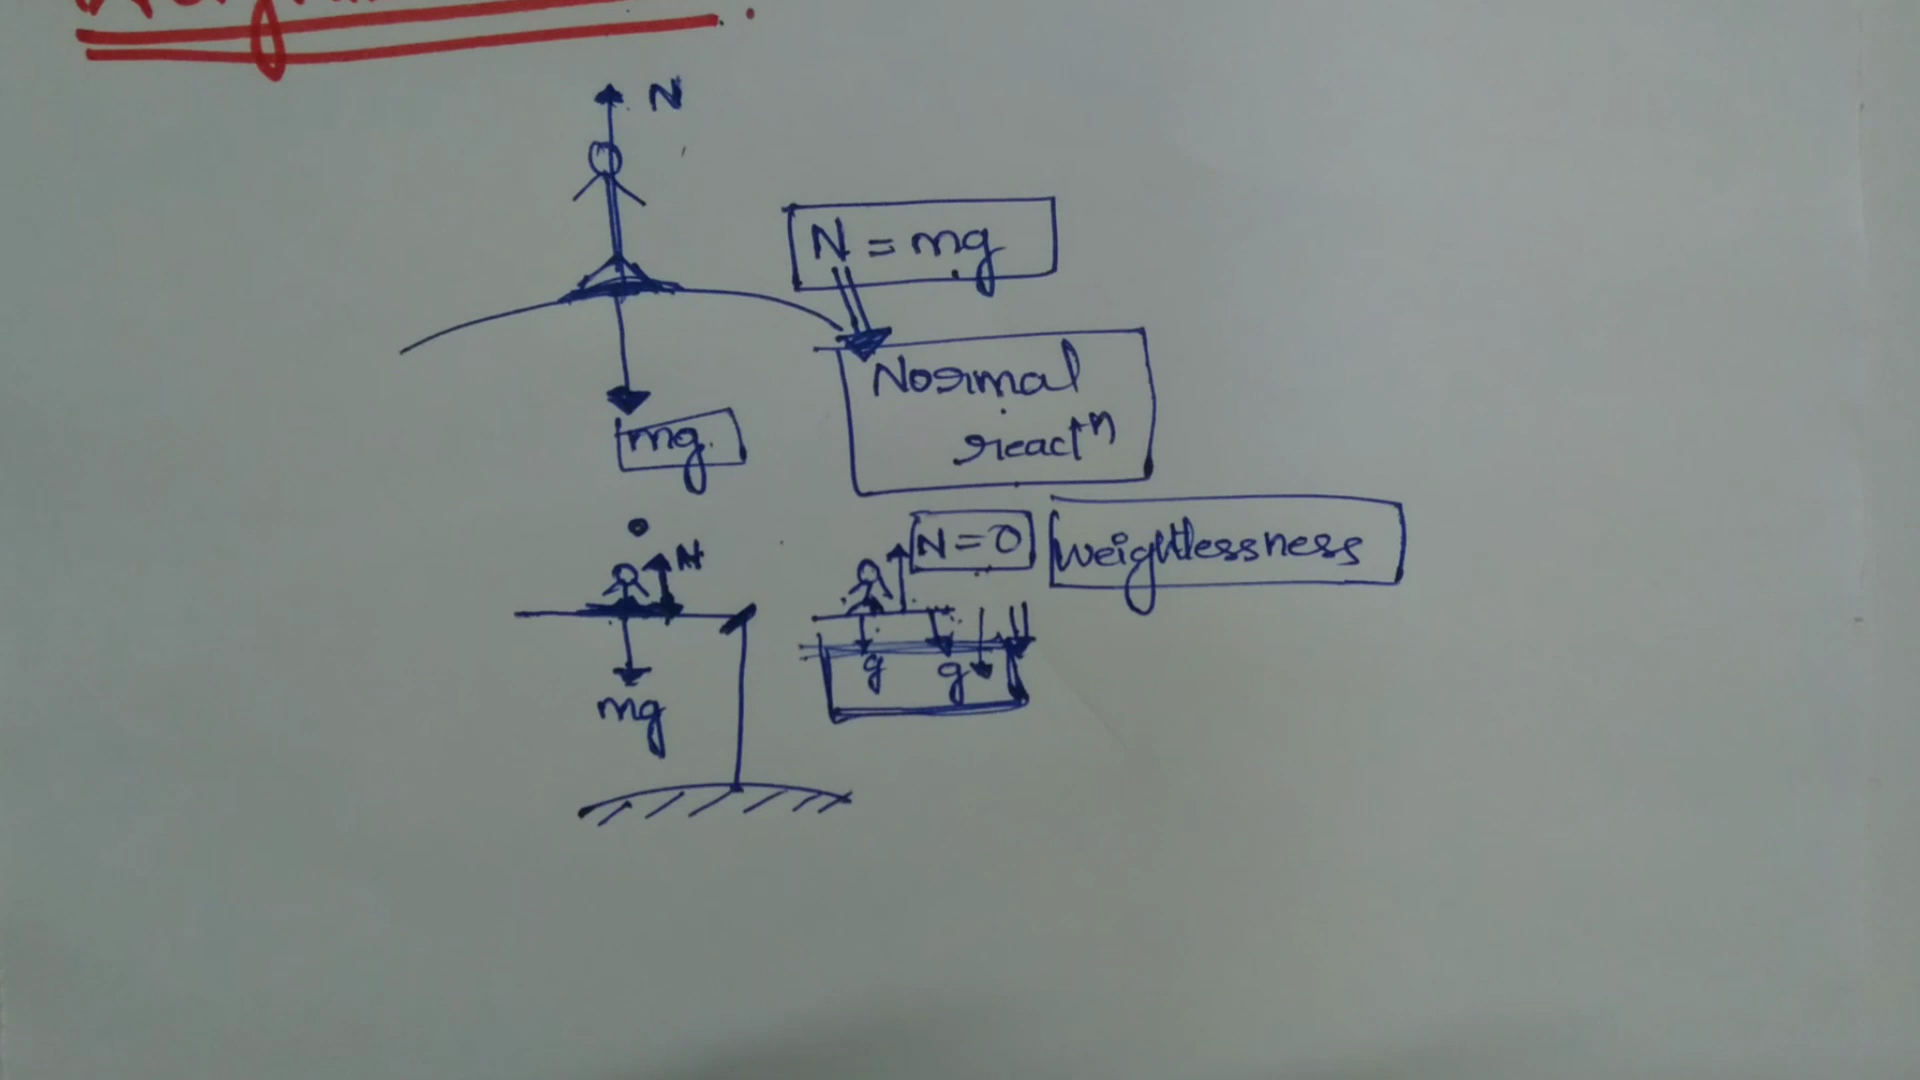 N
N = mg
mg
Normal
reactⁿ
N = 0
Weightlessness
N
mg
g
g